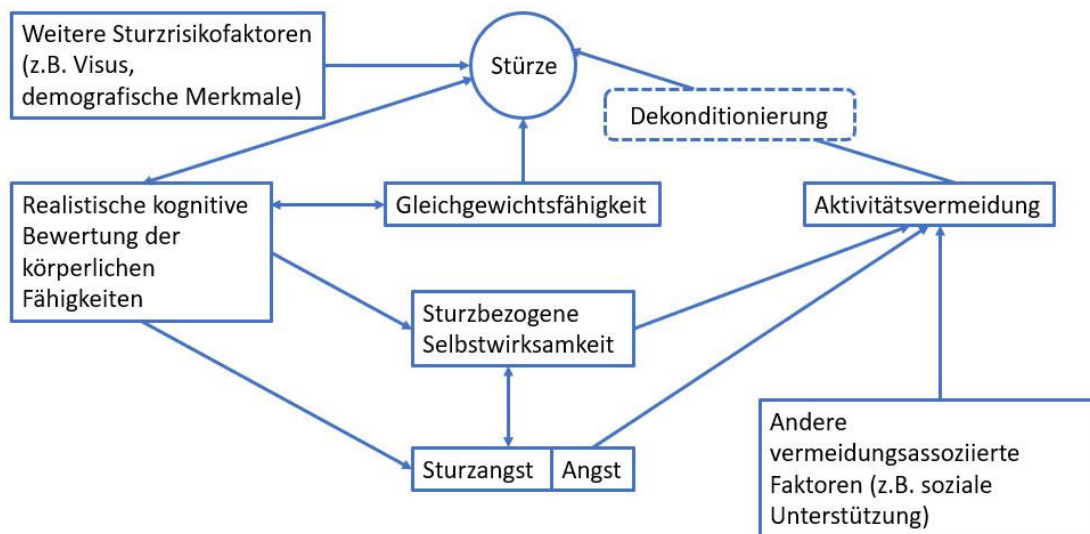 Weitere Sturzrisikofaktoren
(z.B. Visus,
demografische Merkmale)
Stürze
Dekonditionierung
Realistische kognitive
Bewertung der
körperlichen
Fähigkeiten
Gleichgewichtsfähigkeit
Aktivitätsvermeidung
Sturzbezogene
Selbstwirksamkeit
Sturzangst
Angst
Andere
vermeidungsassoziierte
Faktoren (z.B. soziale
Unterstützung)